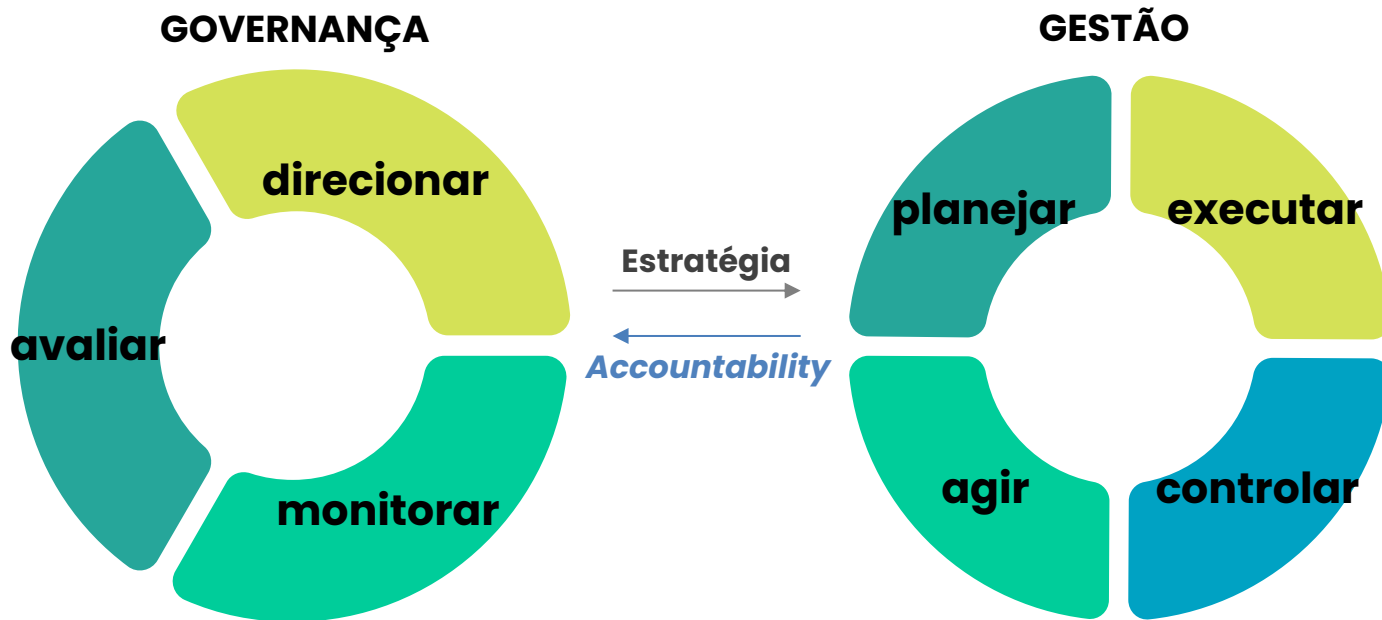 GOVERNANÇA
direcionar
avaliar
monitorar
Estratégia
Accountability
GESTÃO
planejar
executar
agir
controlar